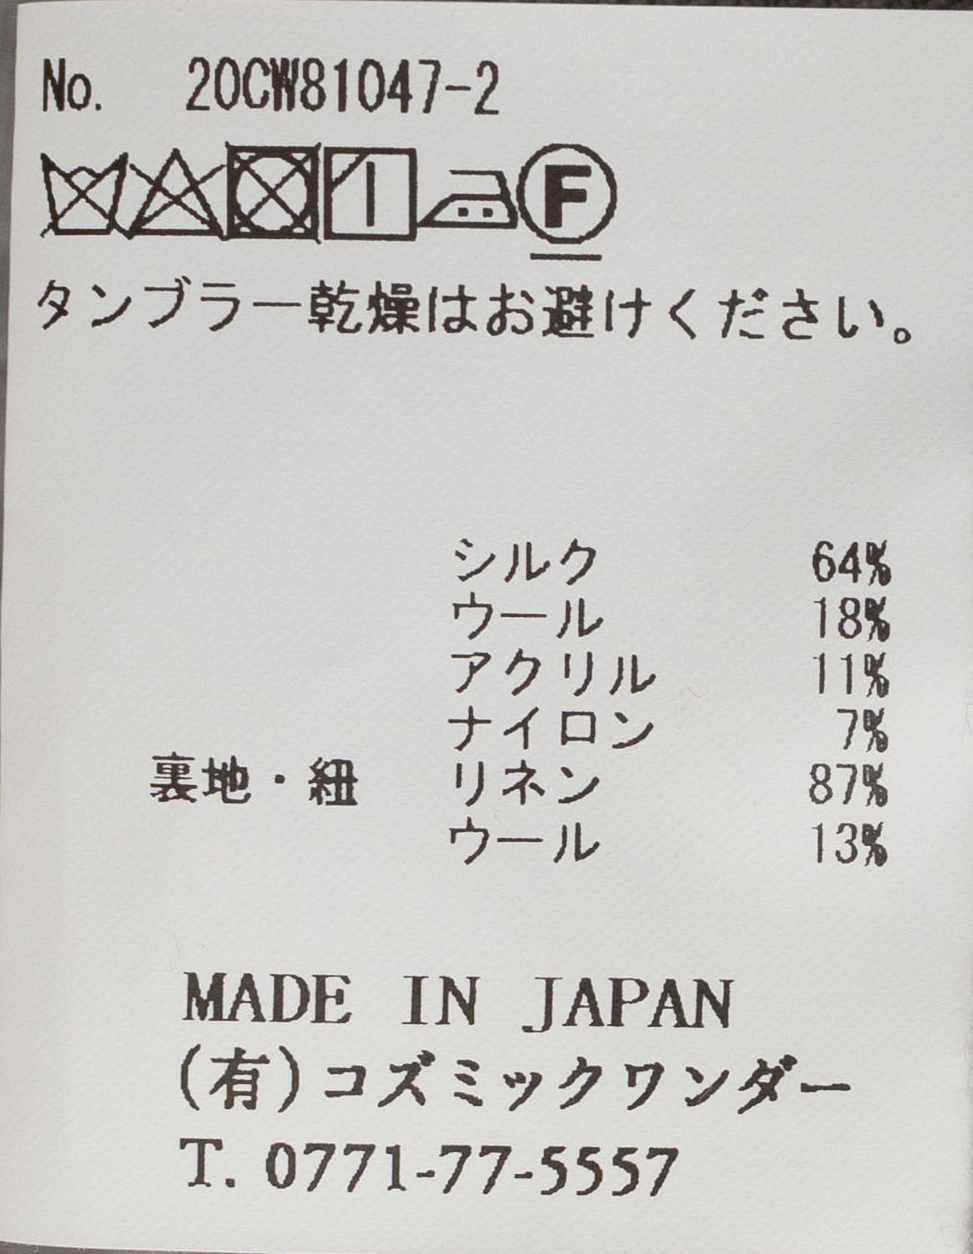 No. 20CW81047-2
F
タンブラー乾燥はお避けください。
シルク 64%
ウール 18%
アクリル 11%
ナイロン 7%
裏地・紐 リネン 87%
ウール 13%
MADE IN JAPAN
(有)コズミックワンダー
T. 0771-77-5557